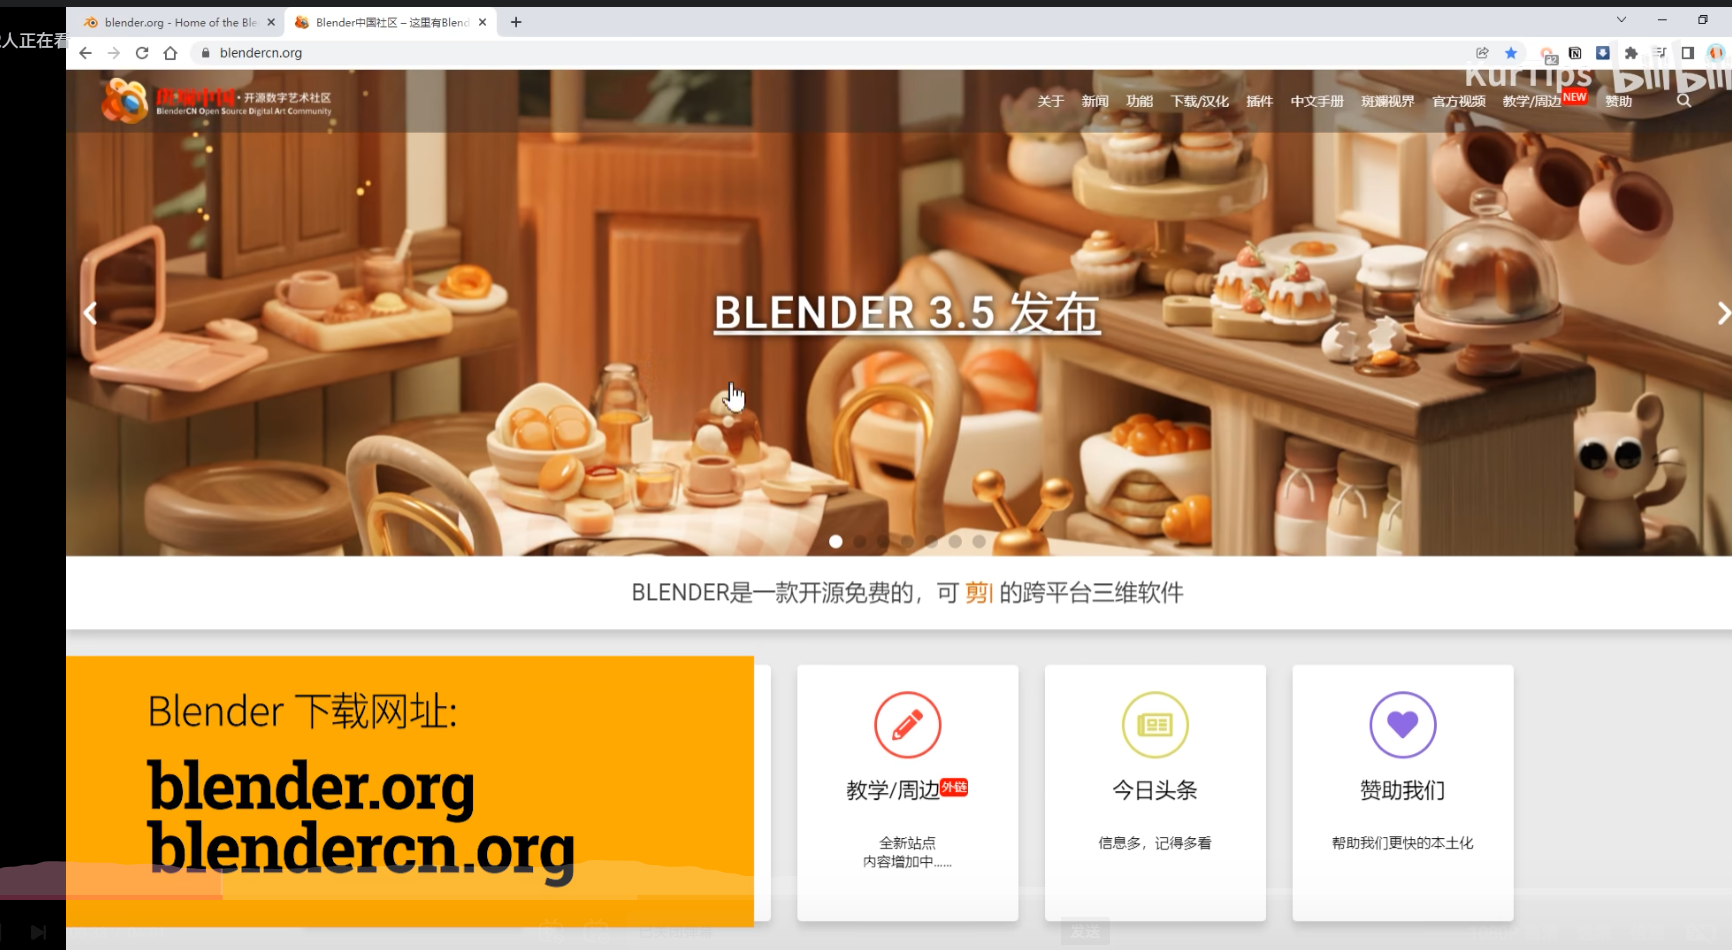 人正在看
blender.org - Home of the Ble
Blender中国社区 – 这里有Blend
blendercn.org
KurTips bilibili
斑斓中国·开源数字艺术社区
BlenderCN Open Source Digital Art Community
关于 新闻 功能 下载/汉化 插件 中文手册 斑斓视界 官方视频 教学/周边 NEW 赞助
BLENDER 3.5 发布
BLENDER是一款开源免费的，可 剪| 的跨平台三维软件
Blender 下载网址:
blender.org
blendercn.org
教学/周边 外链
全新站点
内容增加中......
今日头条
信息多，记得多看
赞助我们
帮助我们更快的本土化
发送